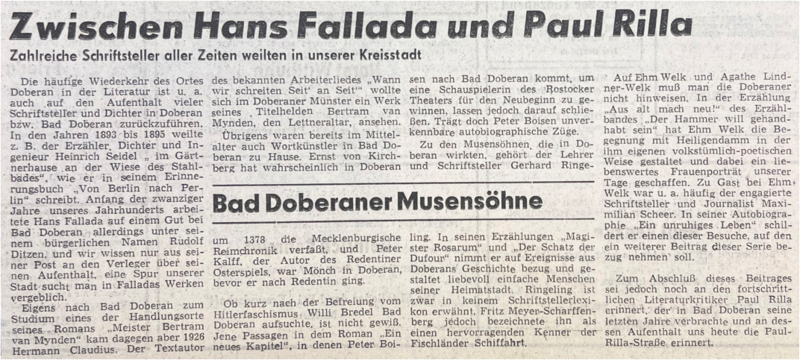 Zwischen Hans Fallada und Paul Rilla
Zahlreiche Schriftsteller aller Zeiten weilten in unserer Kreisstadt
Die häufige Wiederkehr des Ortes
Doberan in der Literatur ist u. a.
auch auf den Aufenthalt vieler
Schriftsteller und Dichter in Doberan
bzw. Bad Doberan zurückzuführen.
In den Jahren 1893 bis 1895 weilte
z. B. der Erzähler, Dichter und In-
genieur Heinrich Seidel „im Gärt-
nerhause an der Wiese des Stahl-
bades", wie er in seinem Erinne-
rungsbuch „Von Berlin nach Per-
lin" schreibt. Anfang der zwanziger
Jahre unseres Jahrhunderts arbei-
tete Hans Fallada auf einem Gut bei
Bad Doberan allerdings unter sei-
nem bürgerlichen Namen Rudolf
Ditzen, und wir wissen nur aus sei-
ner Post an den Verleger über sei-
nen Aufenthalt, eine Spur unserer
Stadt sucht man in Falladas Werken
vergeblich.
Eigens nach Bad Doberan zum
Studium eines der Handlungsorte
seines Romans „Meister Bertram
van Mynden" kam dagegen aber 1926
Hermann Claudius. Der Textautor
des bekannten Arbeiterliedes „Wann
wir schreiten Seit' an Seit'" wollte
sich im Doberaner Münster ein Werk
seines Titelhelden Bertram van
Mynden, den Lettneraltar, ansehen.
Übrigens waren bereits im Mittel-
alter auch Wortkünstler in Bad Do-
beran zu Hause. Ernst von Kirch-
berg hat wahrscheinlich in Doberan
Bad Doberaner Musensöhne
um 1378 die Mecklenburgische
Reimchronik verfaßt, und Peter
Kalff, der Autor des Redentiner
Osterspiels, war Mönch in Doberan,
bevor er nach Redentin ging.
Ob kurz nach der Befreiung vom
Hitlerfaschismus Willi Bredel Bad
Doberan aufsuchte, ist nicht gewiß.
Jene Passagen in dem Roman "Ein
neues Kapitel", in denen Peter Boi-
sen nach Bad Doberan kommt, um
eine Schauspielerin des Rostocker
Theaters für den Neubeginn zu ge-
winnen, lassen jedoch darauf schlie-
ßen. Trägt doch Peter Boisen unver-
kennbare autobiographische Züge.
Zu den Musensöhnen, die in Do-
beran wirkten, gehört der Lehrer
und Schriftsteller Gerhard Ringe-
ling. In seinen Erzählungen „Magi-
ster Rosarum" und „Der Schatz der
Dufour" nimmt er auf Ereignisse aus
Doberans Geschichte bezug und ge-
staltet liebevoll einfache Menschen
seiner Heimatstadt. Ringeling ist
zwar in keinem Schriftstellerlexi-
kon erwähnt, Fritz Meyer-Scharffen-
berg jedoch bezeichnete ihn als
einen hervorragenden Kenner der
Fischländer Schiffahrt.
Auf Ehm Welk und Agathe Lind-
ner-Welk muß man die Doberaner
nicht hinweisen. In der Erzählung
„Aus alt mach neu!" des Erzähl-
bandes „Der Hammer will gehand-
habt sein" hat Ehm Welk die Be-
gegnung mit Heiligendamm in der
ihm eigenen volkstümlich-poetischen
Weise gestaltet und dabei ein lie-
benswertes Frauenporträt unserer
Tage geschaffen. Zu Gast bei Ehm
Welk war u. a. häufig der engagierte
Schriftsteller und Journalist Maxi-
milian Scheer. In seiner Autobiogra-
phie „Ein unruhiges Leben" schil-
dert er einen dieser Besuche, auf den
ein weiterer Beitrag dieser Serie be-
zug nehmen soll.
Zum Abschluß dieses Beitrages
sei jedoch noch an den fortschritt-
lichen Literaturkritiker Paul Rilla
erinnert, der in Bad Doberan seine
letzten Jahre verbrachte und an des-
sen Aufenthalt uns heute die Paul-
Rilla-Straße erinnert.